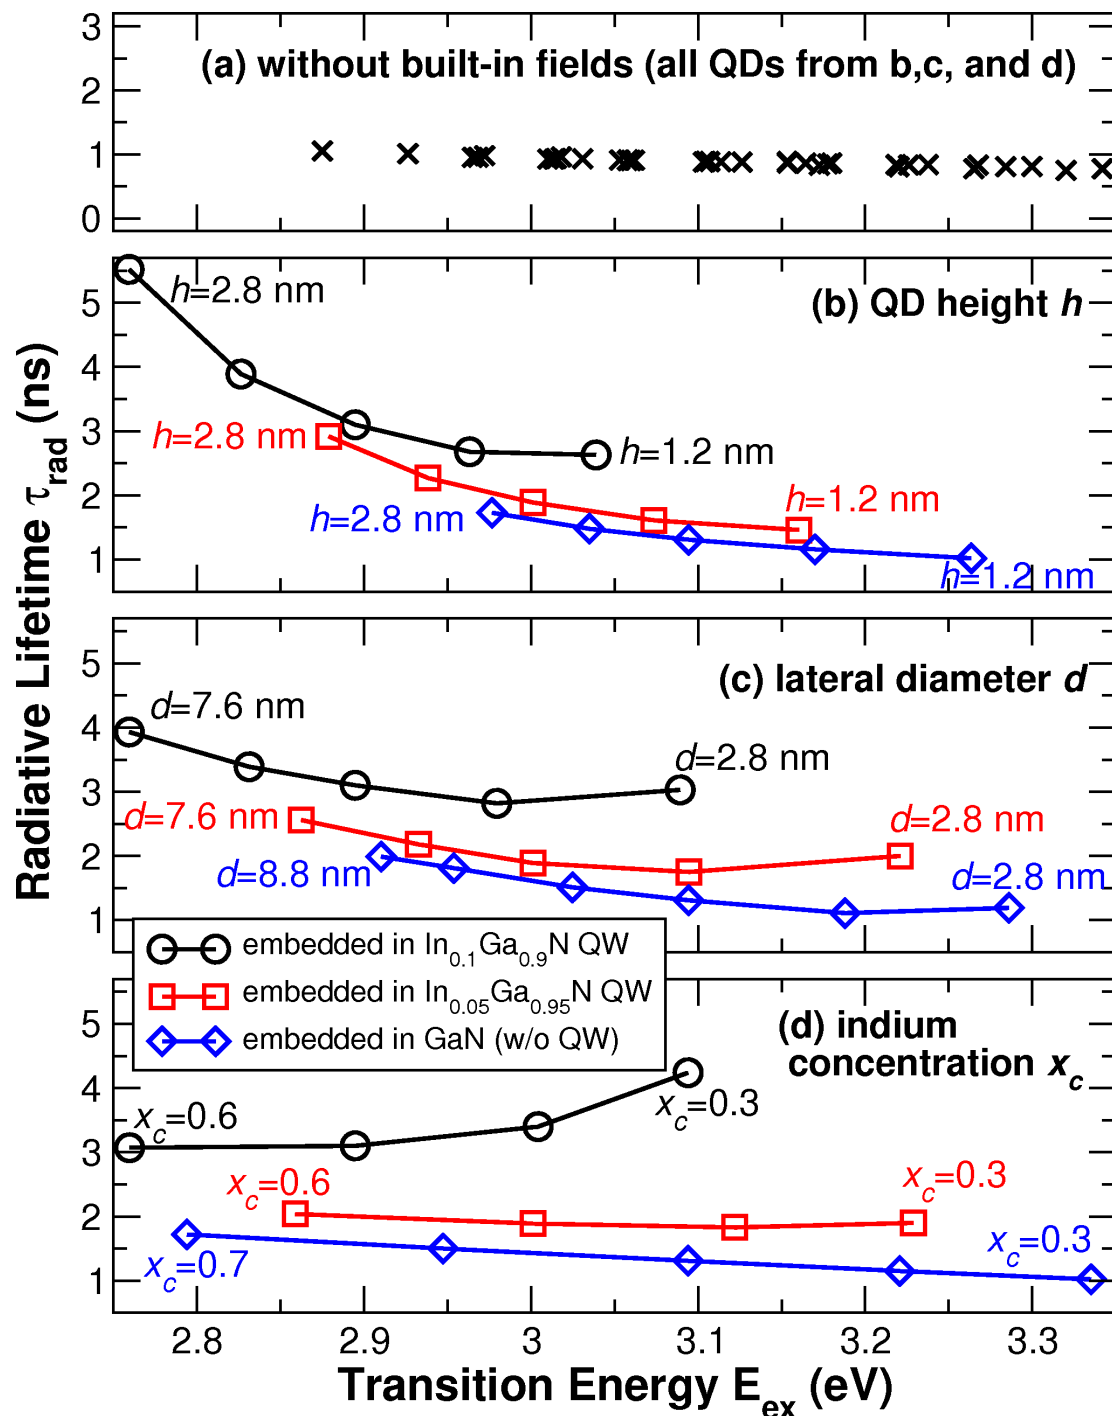 3
(a) without built-in fields (all QDs from b,c, and d)
2
1
0
5
h=2.8 nm
(b) QD height h
4
3
h=2.8 nm
h=1.2 nm
2
h=2.8 nm
h=1.2 nm
1
h=1.2 nm
Radiative Lifetime τrad (ns)
5
(c) lateral diameter d
d=7.6 nm
4
d=2.8 nm
3
d=7.6 nm
d=2.8 nm
2
d=8.8 nm
d=2.8 nm
1
embedded in In0.1Ga0.9N QW
embedded in In0.05Ga0.95N QW
embedded in GaN (w/o QW)
5
(d) indium
concentration xc
4
xc=0.6
xc=0.3
3
xc=0.6
xc=0.3
2
xc=0.7
xc=0.3
1
2.8 2.9 3 3.1 3.2 3.3
Transition Energy Eex (eV)